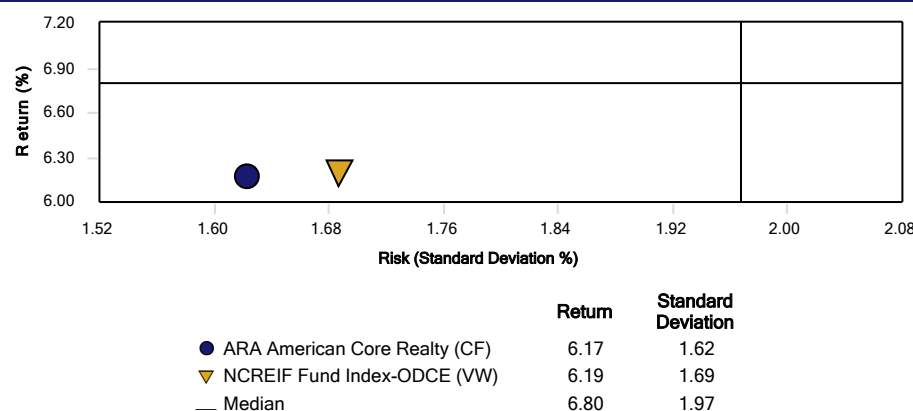 7.20
6.90
6.60
6.30
6.00
Return (%)
1.52 1.60 1.68 1.76 1.84 1.92 2.00 2.08
Risk (Standard Deviation %)
Return Standard Deviation
ARA American Core Realty (CF) 6.17 1.62
NCREIF Fund Index-ODCE (VW) 6.19 1.69
Median 6.80 1.97